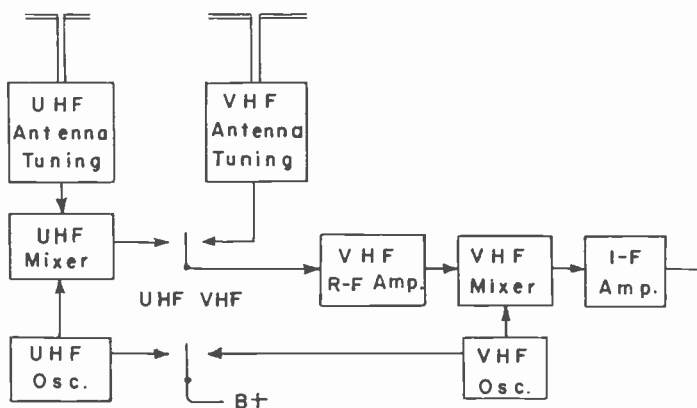 UHF
Antenna
Tuning
VHF
Antenna
Tuning
UHF
Mixer
VHF
R-F Amp.
VHF
Mixer
I-F
Amp.
UHF VHF
UHF
Osc.
VHF
Osc.
B+